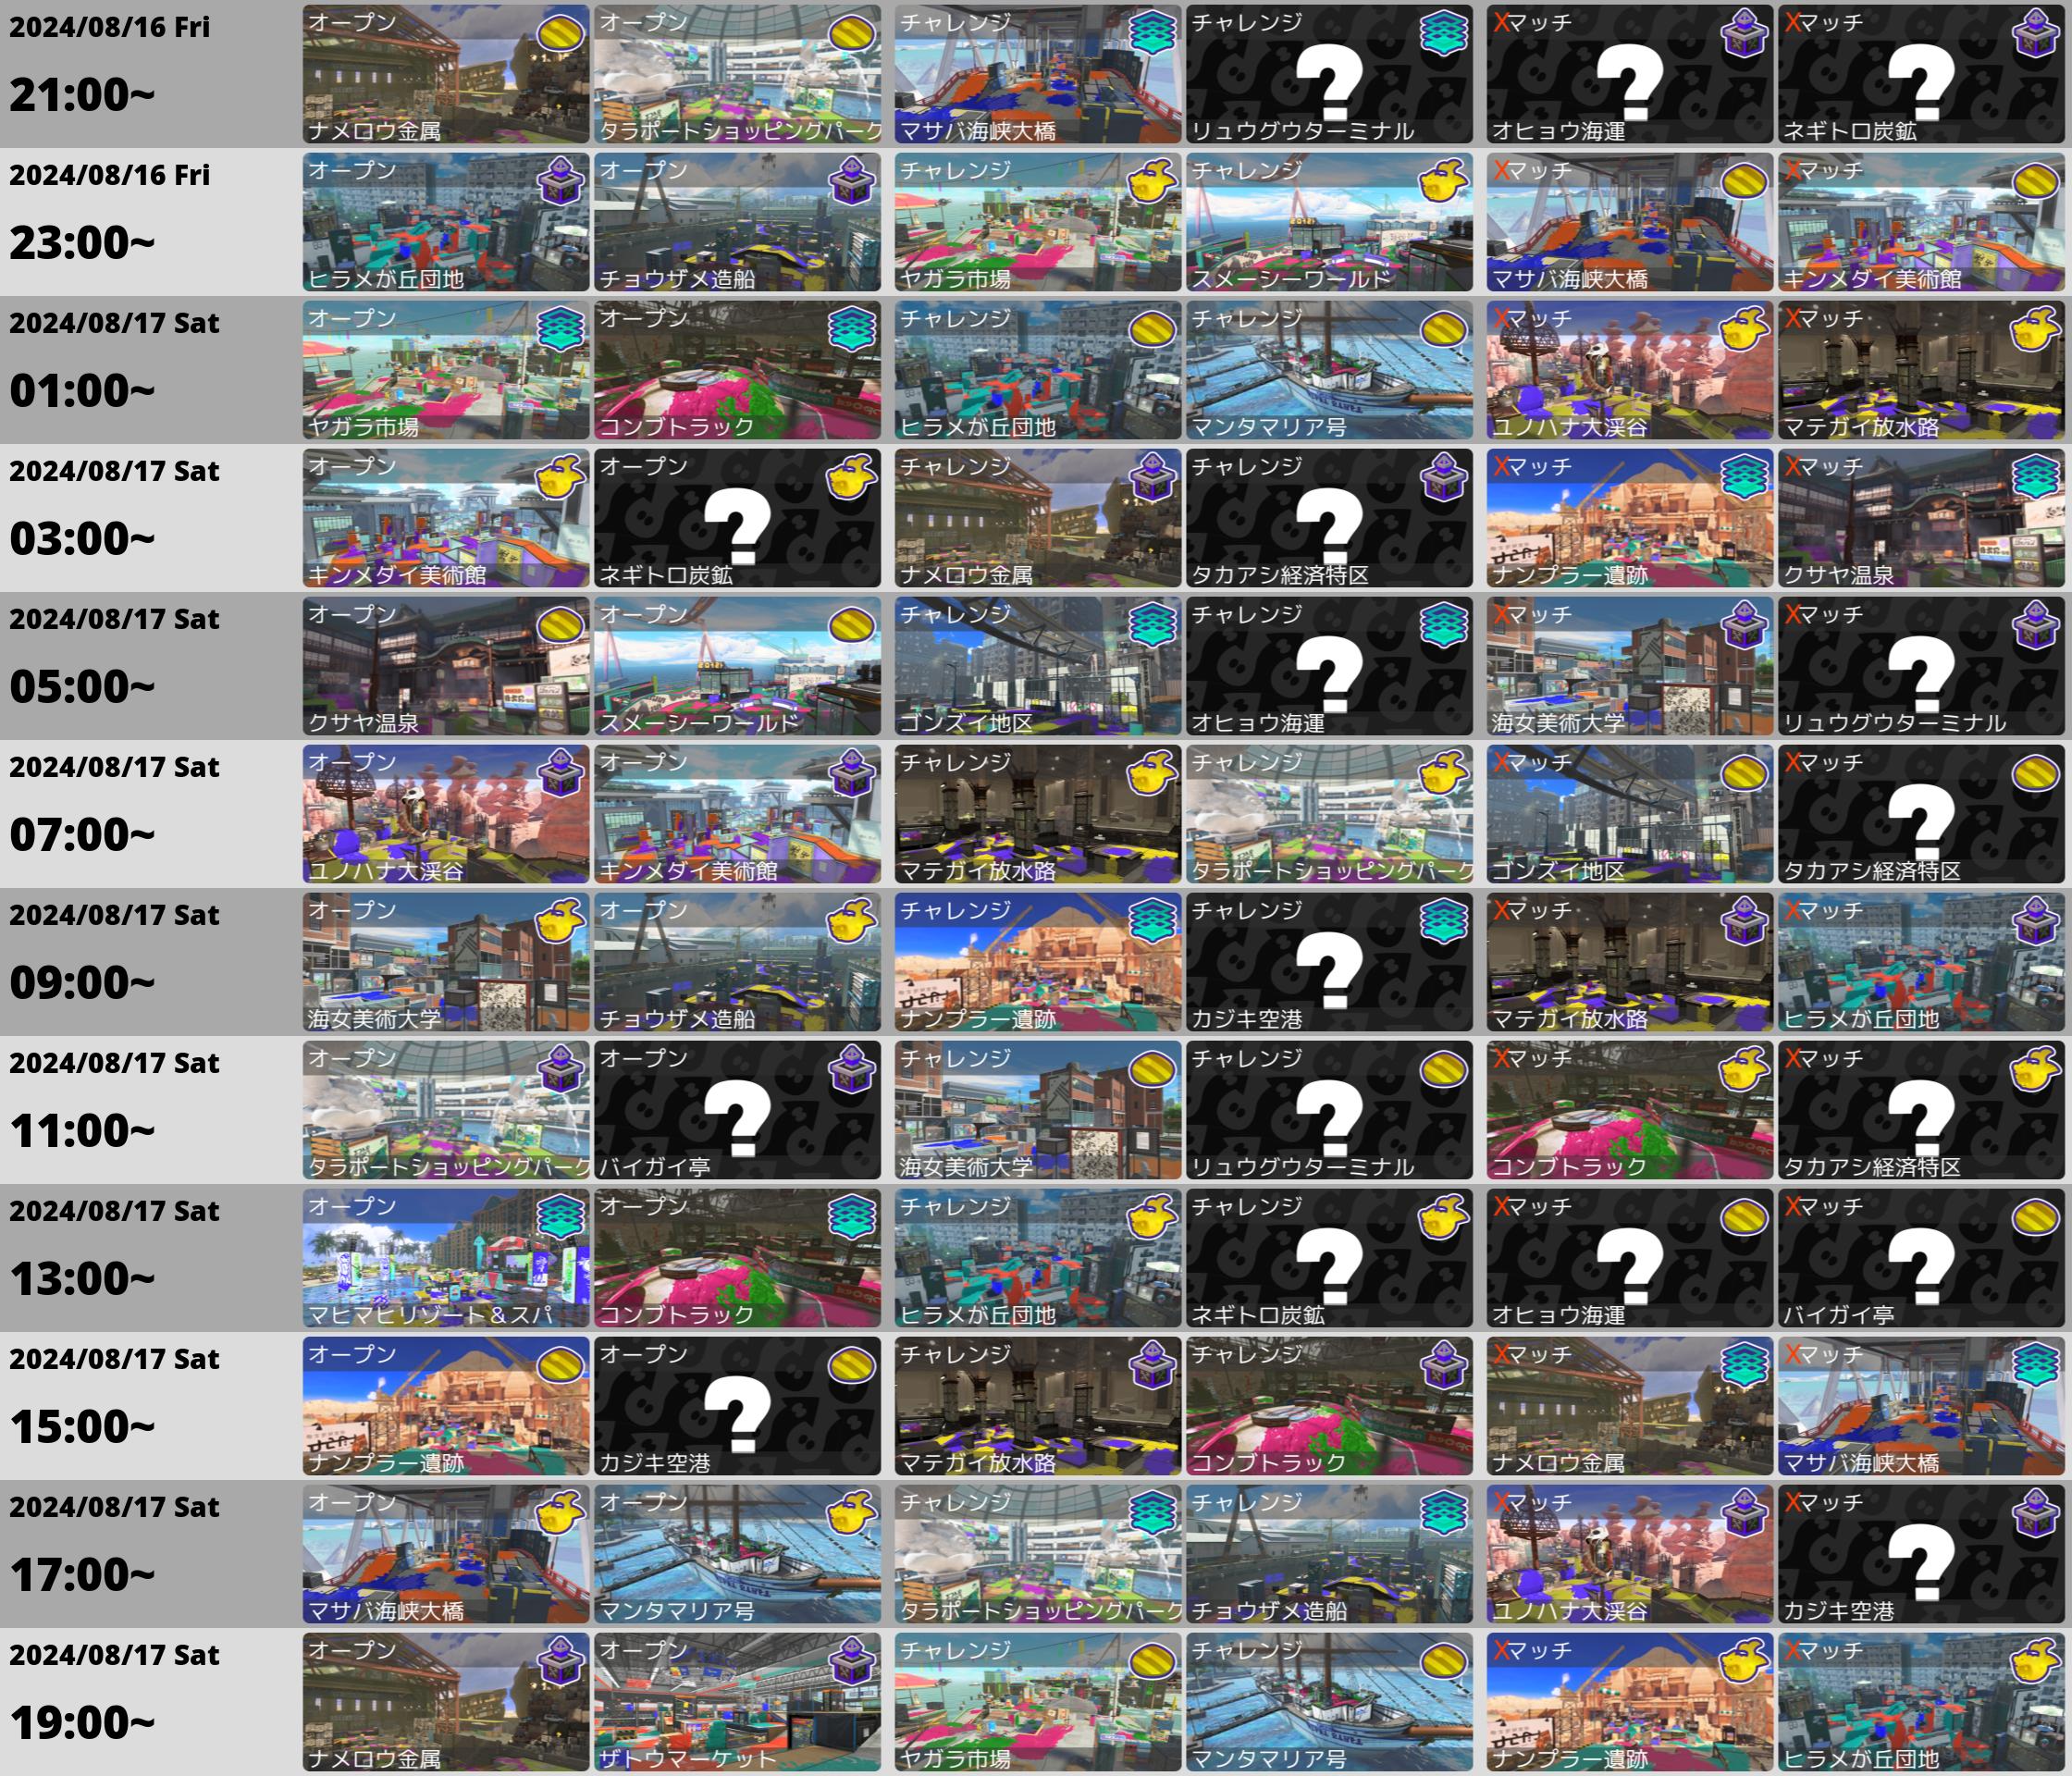 2024/08/16 Fri
21:00~
オープン
ナメロウ金属
オープン
タラポートショッピングパーク
チャレンジ
マサバ海峡大橋
チャレンジ
リュウグウターミナル
Xマッチ
オヒョウ海運
Xマッチ
ネギトロ炭鉱
2024/08/16 Fri
23:00~
オープン
ヒラメが丘団地
オープン
チョウザメ造船
チャレンジ
ヤガラ市場
チャレンジ
スメーシーワールド
Xマッチ
マサバ海峡大橋
Xマッチ
キンメダイ美術館
2024/08/17 Sat
01:00~
オープン
ヤガラ市場
オープン
コンブトラック
チャレンジ
ヒラメが丘団地
チャレンジ
マンタマリア号
Xマッチ
ユノハナ大渓谷
Xマッチ
マテガイ放水路
2024/08/17 Sat
03:00~
オープン
キンメダイ美術館
オープン
ネギトロ炭鉱
チャレンジ
ナメロウ金属
チャレンジ
タカアシ経済特区
Xマッチ
ナンプラー遺跡
Xマッチ
クサヤ温泉
2024/08/17 Sat
05:00~
オープン
クサヤ温泉
オープン
スメーシーワールド
チャレンジ
ゴンズイ地区
チャレンジ
オヒョウ海運
Xマッチ
海女美術大学
Xマッチ
リュウグウターミナル
2024/08/17 Sat
07:00~
オープン
ユノハナ大渓谷
オープン
キンメダイ美術館
チャレンジ
マテガイ放水路
チャレンジ
タラポートショッピングパーク
Xマッチ
ゴンズイ地区
Xマッチ
タカアシ経済特区
2024/08/17 Sat
09:00~
オープン
海女美術大学
オープン
チョウザメ造船
チャレンジ
ナンプラー遺跡
チャレンジ
カジキ空港
Xマッチ
マテガイ放水路
Xマッチ
ヒラメが丘団地
2024/08/17 Sat
11:00~
オープン
タラポートショッピングパーク
オープン
バイガイ亭
チャレンジ
海女美術大学
チャレンジ
リュウグウターミナル
Xマッチ
コンブトラック
Xマッチ
タカアシ経済特区
2024/08/17 Sat
13:00~
オープン
マヒマヒリゾート&スパ
オープン
コンブトラック
チャレンジ
ヒラメが丘団地
チャレンジ
ネギトロ炭鉱
Xマッチ
オヒョウ海運
Xマッチ
バイガイ亭
2024/08/17 Sat
15:00~
オープン
ナンプラー遺跡
オープン
カジキ空港
チャレンジ
マテガイ放水路
チャレンジ
コンブトラック
Xマッチ
ナメロウ金属
Xマッチ
マサバ海峡大橋
2024/08/17 Sat
17:00~
オープン
マサバ海峡大橋
オープン
マンタマリア号
チャレンジ
タラポートショッピングパーク
チャレンジ
チョウザメ造船
Xマッチ
ユノハナ大渓谷
Xマッチ
カジキ空港
2024/08/17 Sat
19:00~
オープン
ナメロウ金属
オープン
ザトウマーケット
チャレンジ
ヤガラ市場
チャレンジ
マンタマリア号
Xマッチ
ナンプラー遺跡
Xマッチ
ヒラメが丘団地